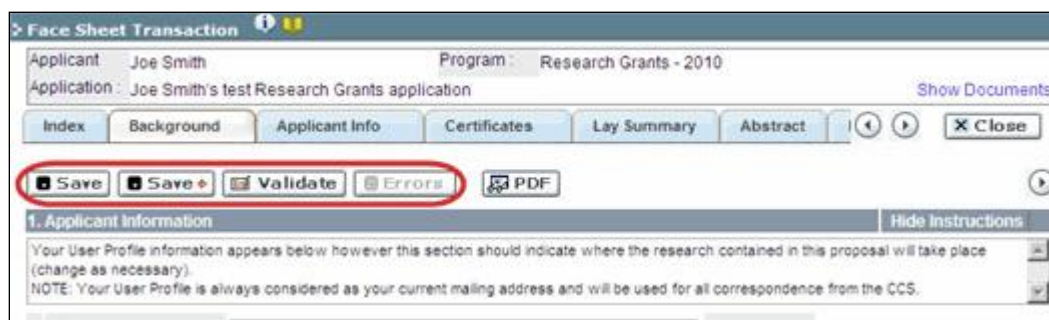 Face Sheet Transaction
Applicant Joe Smith Program : Research Grants - 2010
Application : Joe Smith's test Research Grants application Show Documents
Index Background Applicant Info Certificates Lay Summary Abstract Close
Save Save Validate Errors PDF
1. Applicant Information Hide Instructions
Your User Profile information appears below however this section should indicate where the research contained in this proposal will take place
(change as necessary).
NOTE: Your User Profile is always considered as your current mailing address and will be used for all correspondence from the CCS.